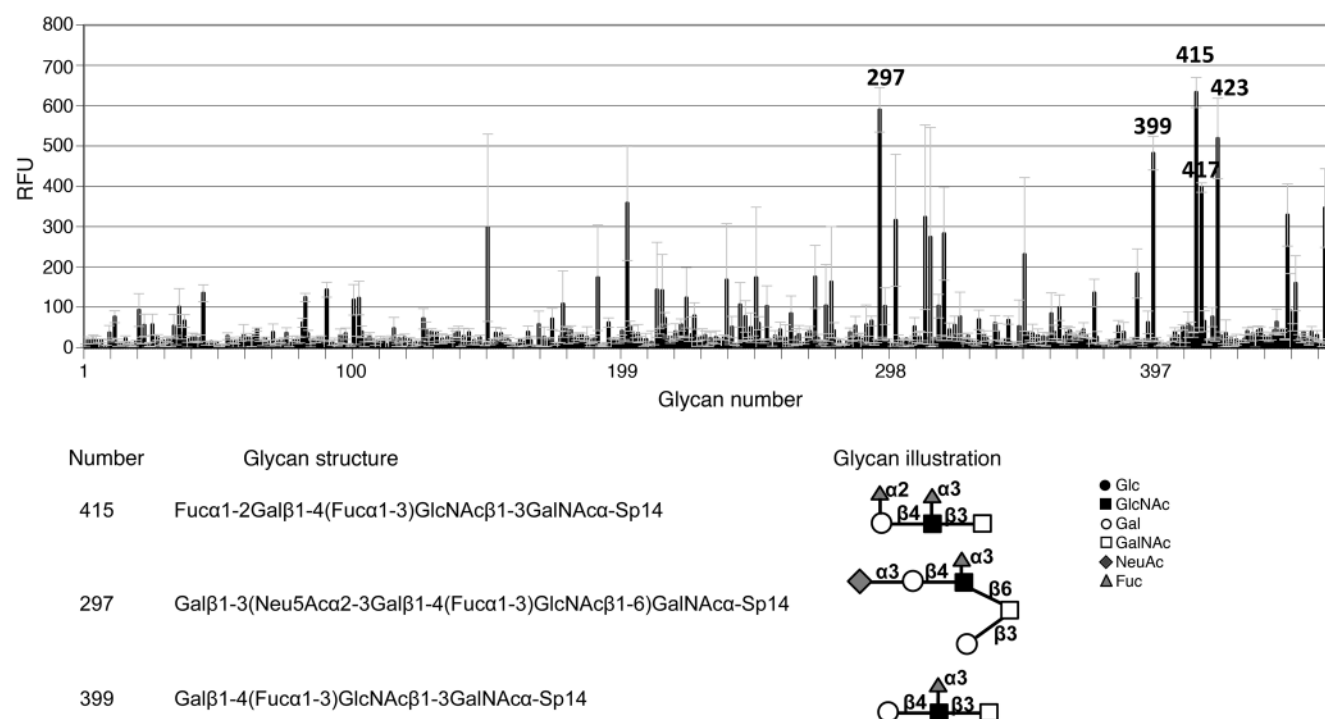 800
700
600
500
400
300
200
100
0
RFU
297
415
423
399
417
1 100 199 298 397
Glycan number
Number Glycan structure Glycan illustration
415 Fucα1-2Galβ1-4(Fucα1-3)GlcNAcβ1-3GalNAcα-Sp14
α2 α3
β4 β3
297 Galβ1-3(Neu5Acα2-3Galβ1-4(Fucα1-3)GlcNAcβ1-6)GalNAcα-Sp14
α3 β4 α3
β6
β3
399 Galβ1-4(Fucα1-3)GlcNAcβ1-3GalNAcα-Sp14
α3
β4 β3
Glc
GlcNAc
Gal
GalNAc
NeuAc
Fuc